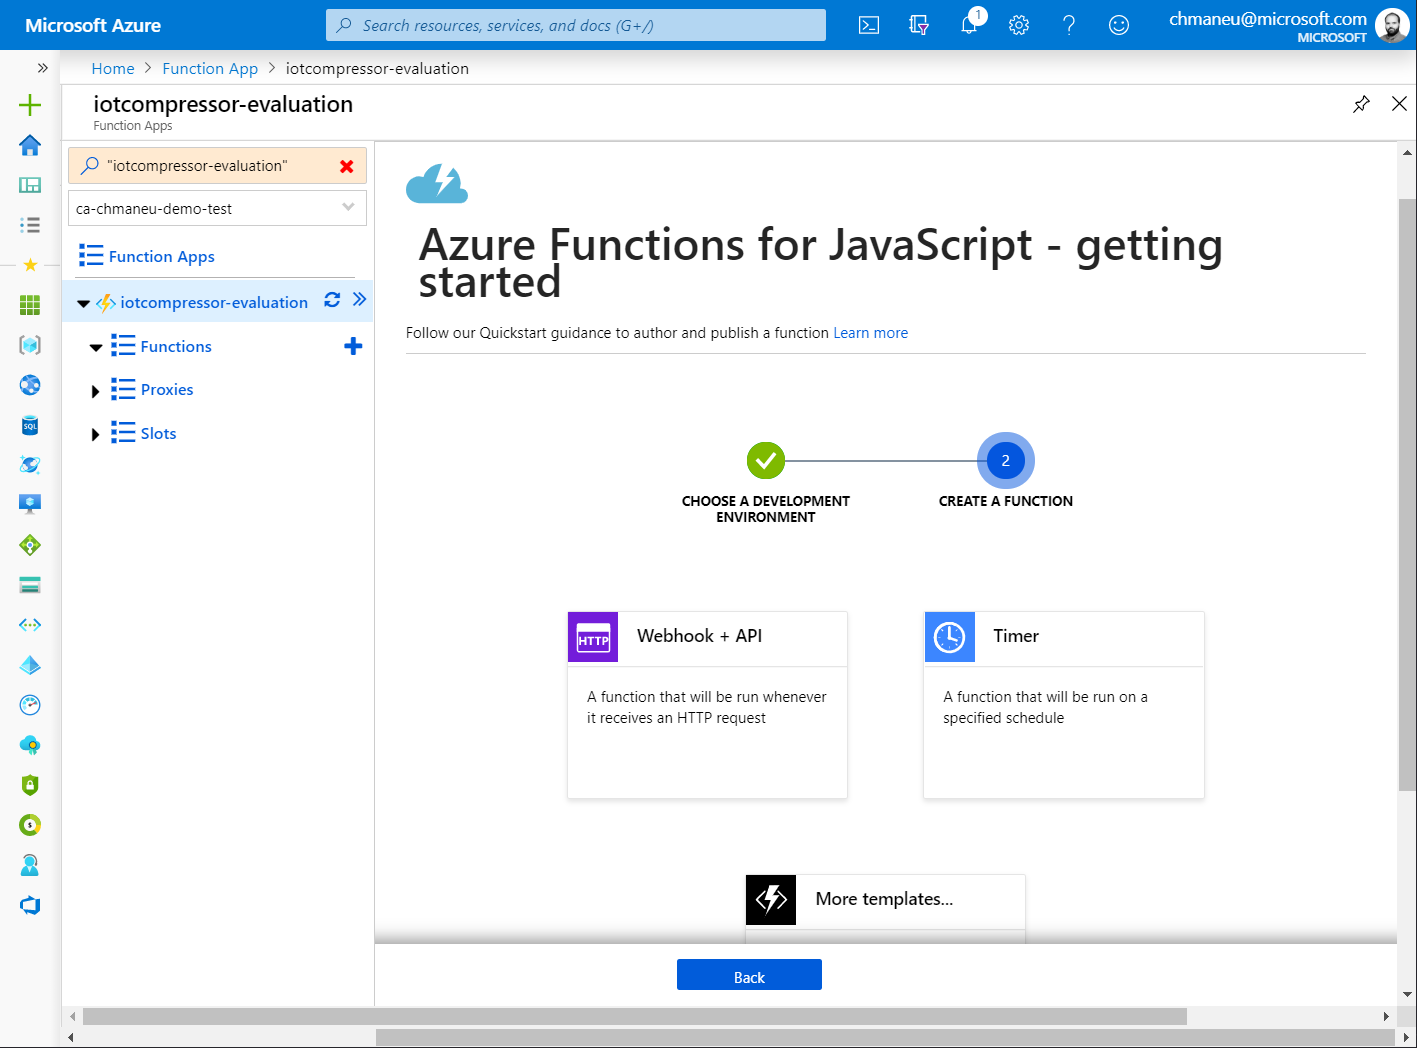 Microsoft Azure
Search resources, services, and docs (G+/)
1
chmaneu@microsoft.com
MICROSOFT
Home > Function App > iotcompressor-evaluation
iotcompressor-evaluation
Function Apps
"iotcompressor-evaluation"
ca-chmaneu-demo-test
Function Apps
iotcompressor-evaluation
Functions
Proxies
Slots
SQL
Azure Functions for JavaScript - getting
started
Follow our Quickstart guidance to author and publish a function Learn more
2
CHOOSE A DEVELOPMENT
ENVIRONMENT
CREATE A FUNCTION
HTTP
Webhook + API
A function that will be run whenever
it receives an HTTP request
Timer
A function that will be run on a
specified schedule
More templates...
Back